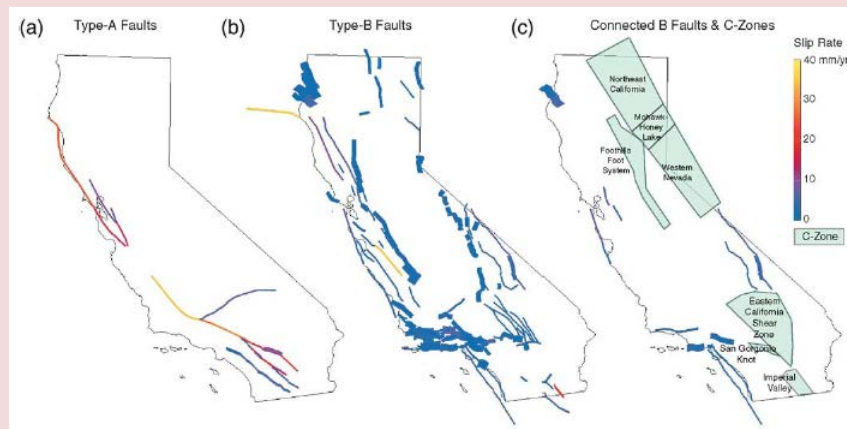 Type-A Faults
Type-B Faults
Connected B Faults & C-Zones
(a)
(b)
(c)
Slip Rate
40 mm/yr
30
20
10
0
C-Zone
Northeast
California
Mohawk-
Honey
Lake
Foothills
Foot
System
Western
Nevada
Eastern
California
Shear
Zone
San Gorgonio
Knot
Imperial
Valley